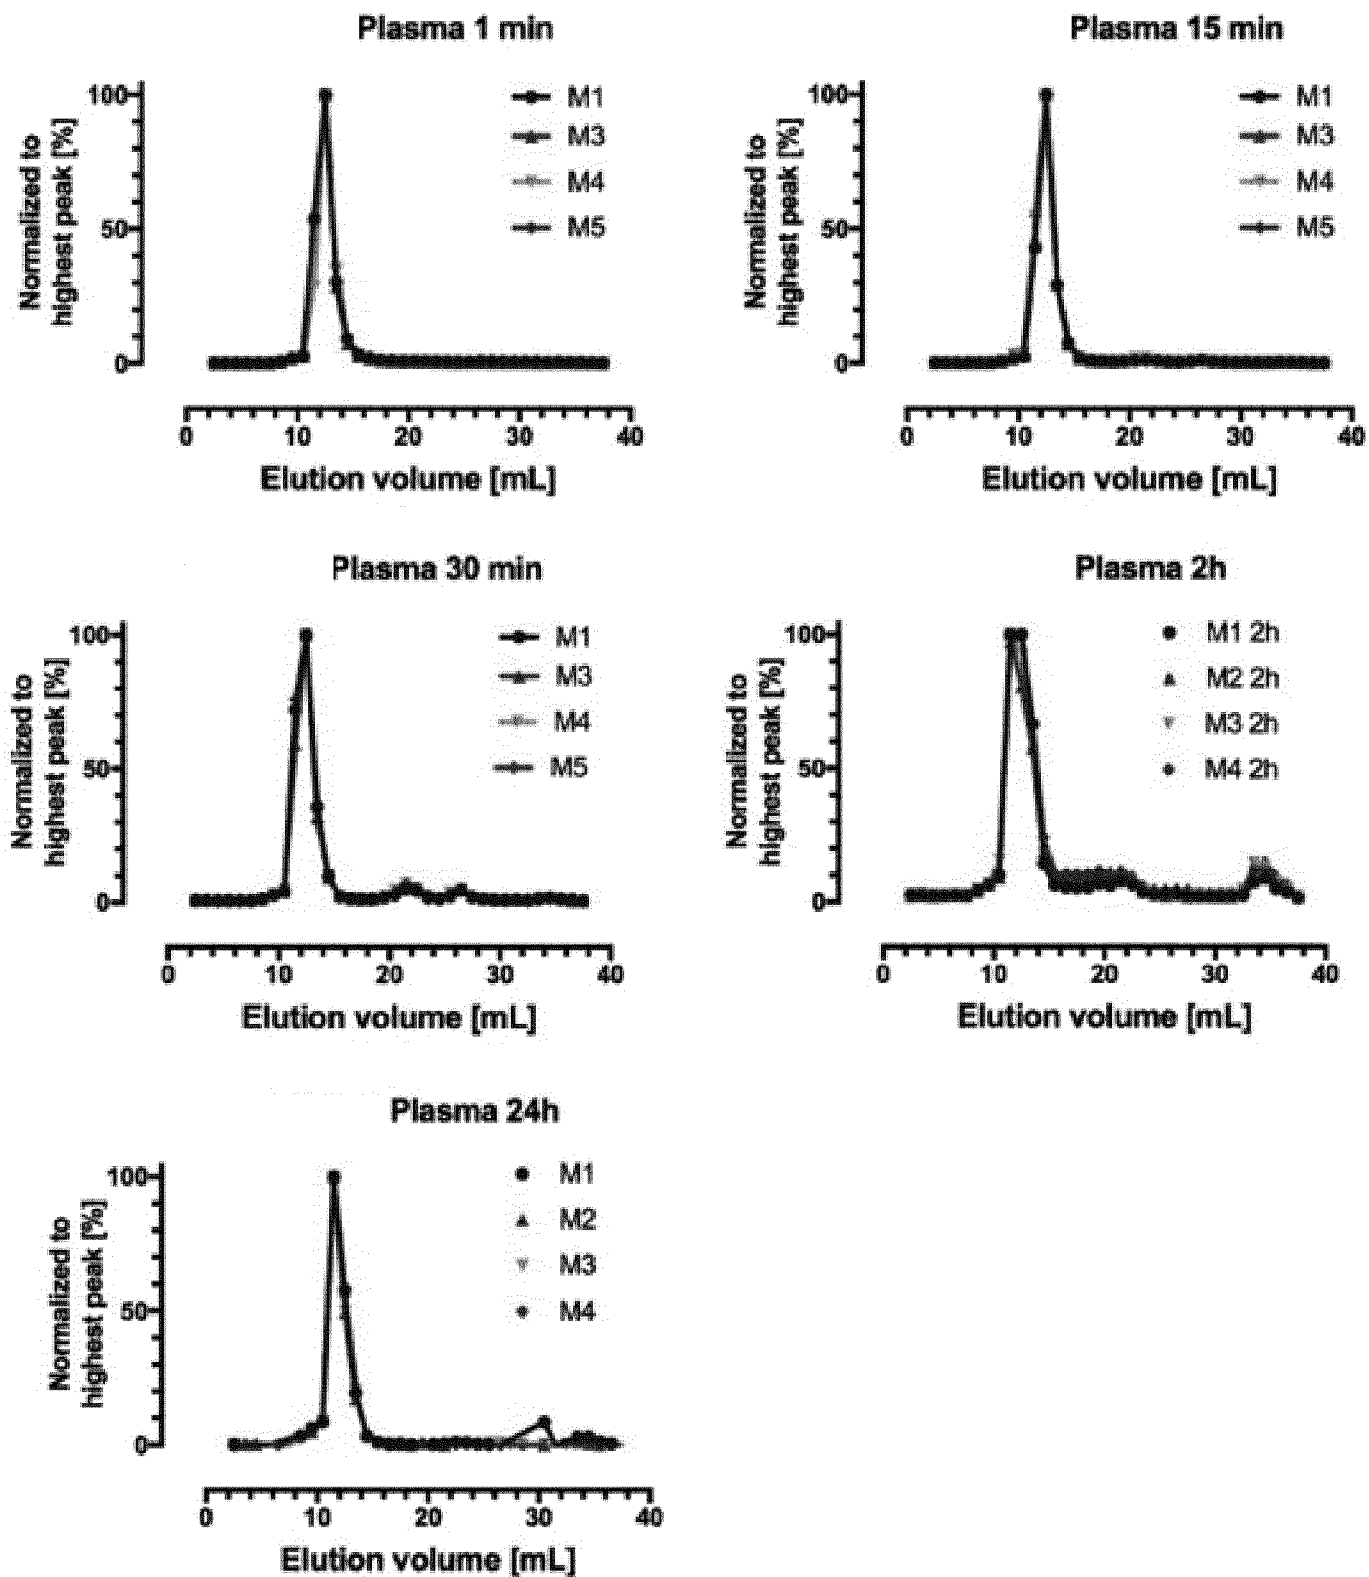 Plasma 1 min
Normalized to
highest peak [%]
100
50
0
M1
M3
M4
M5
0 10 20 30 40
Elution volume [mL]
Plasma 15 min
Normalized to
highest peak [%]
100
50
0
M1
M3
M4
M5
0 10 20 30 40
Elution volume [mL]
Plasma 30 min
Normalized to
highest peak [%]
100
50
0
M1
M3
M4
M5
0 10 20 30 40
Elution volume [mL]
Plasma 2h
Normalized to
highest peak [%]
100
50
0
M1 2h
M2 2h
M3 2h
M4 2h
0 10 20 30 40
Elution volume [mL]
Plasma 24h
Normalized to
highest peak [%]
100
50
0
M1
M2
M3
M4
0 10 20 30 40
Elution volume [mL]